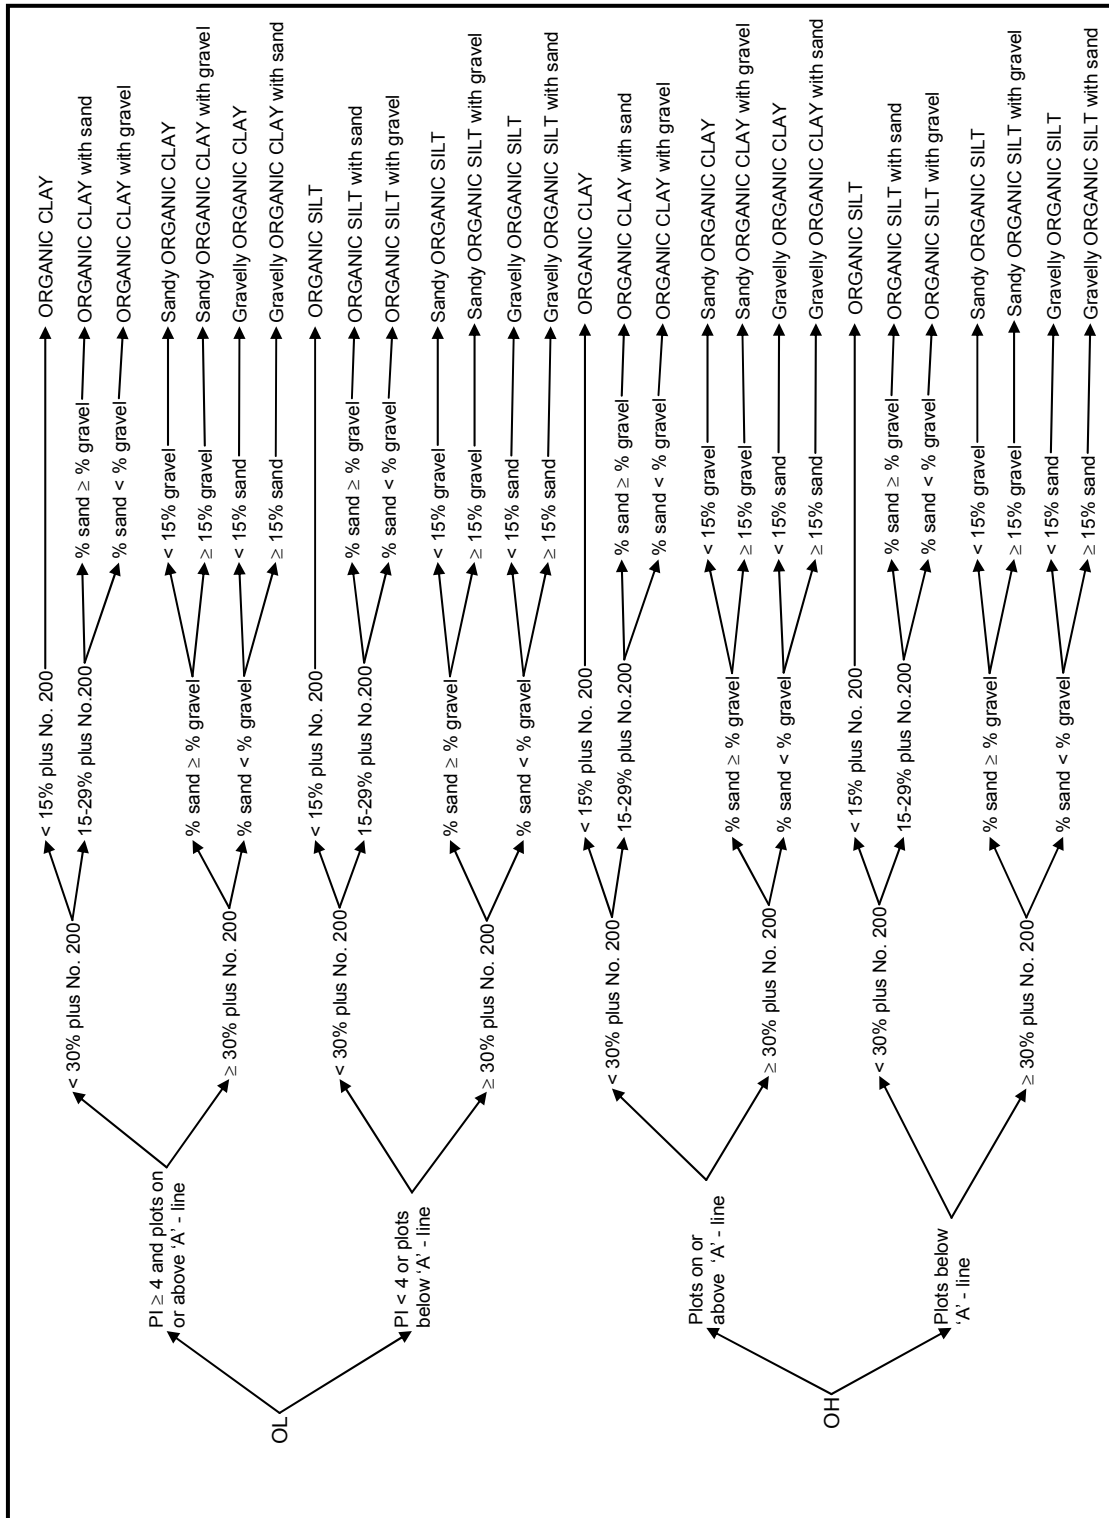 OL
PI ≥ 4 and plots on
or above ‘A’ - line
< 30% plus No. 200
< 15% plus No. 200
ORGANIC CLAY
15-29% plus No.200
% sand ≥ % gravel
ORGANIC CLAY with sand
% sand < % gravel
ORGANIC CLAY with gravel
≥ 30% plus No. 200
% sand ≥ % gravel
< 15% gravel
Sandy ORGANIC CLAY
≥ 15% gravel
Sandy ORGANIC CLAY with gravel
% sand < % gravel
< 15% sand
Gravelly ORGANIC CLAY
≥ 15% sand
Gravelly ORGANIC CLAY with sand
PI < 4 or plots
below ‘A’ - line
< 30% plus No. 200
< 15% plus No. 200
ORGANIC SILT
15-29% plus No.200
% sand ≥ % gravel
ORGANIC SILT with sand
% sand < % gravel
ORGANIC SILT with gravel
≥ 30% plus No. 200
% sand ≥ % gravel
< 15% gravel
Sandy ORGANIC SILT
≥ 15% gravel
Sandy ORGANIC SILT with gravel
% sand < % gravel
< 15% sand
Gravelly ORGANIC SILT
≥ 15% sand
Gravelly ORGANIC SILT with sand
OH
Plots on or
above ‘A’ - line
< 30% plus No. 200
< 15% plus No. 200
ORGANIC CLAY
15-29% plus No.200
% sand ≥ % gravel
ORGANIC CLAY with sand
% sand < % gravel
ORGANIC CLAY with gravel
≥ 30% plus No. 200
% sand ≥ % gravel
< 15% gravel
Sandy ORGANIC CLAY
≥ 15% gravel
Sandy ORGANIC CLAY with gravel
% sand < % gravel
< 15% sand
Gravelly ORGANIC CLAY
≥ 15% sand
Gravelly ORGANIC CLAY with sand
Plots below
‘A’ - line
< 30% plus No. 200
< 15% plus No. 200
ORGANIC SILT
15-29% plus No.200
% sand ≥ % gravel
ORGANIC SILT with sand
% sand < % gravel
ORGANIC SILT with gravel
≥ 30% plus No. 200
% sand ≥ % gravel
< 15% gravel
Sandy ORGANIC SILT
≥ 15% gravel
Sandy ORGANIC SILT with gravel
% sand < % gravel
< 15% sand
Gravelly ORGANIC SILT
≥ 15% sand
Gravelly ORGANIC SILT with sand